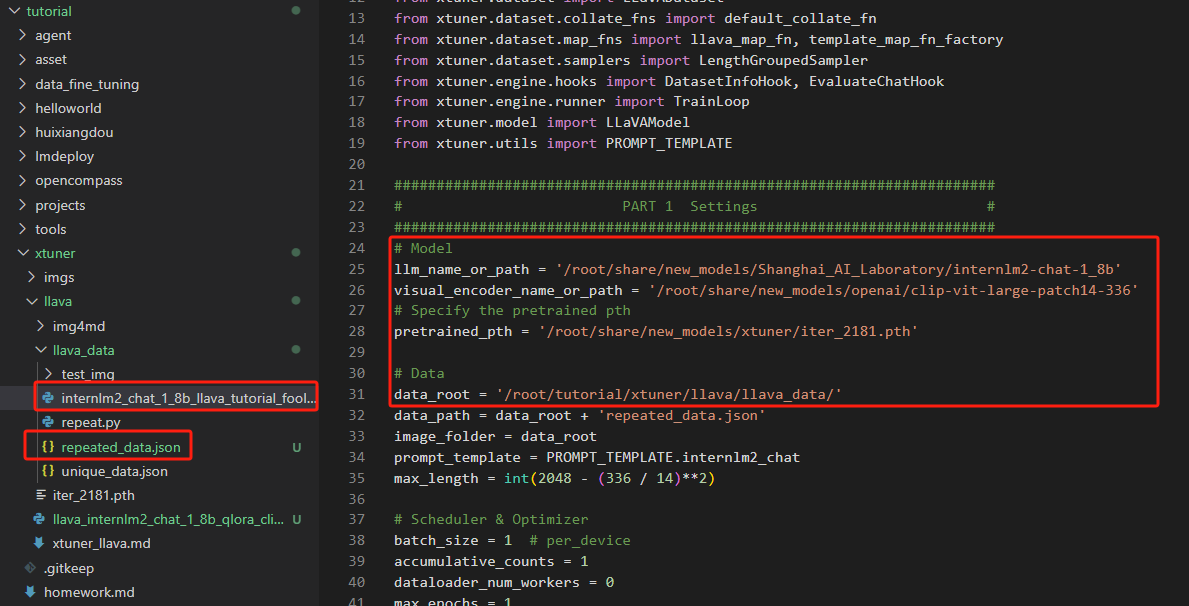 tutorial
agent
asset
data_fine_tuning
helloworld
huixiangdou
lmdeploy
opencompass
projects
tools
xtuner
imgs
llava
img4md
llava_data
test_img
internlm2_chat_1_8b_llava_tutorial_fool...
repeat.py
{} repeated_data.json U
{} unique_data.json
iter_2181.pth
llava_internlm2_chat_1_8b_qlora_cli... U
xtuner_llava.md
.gitkeep
homework.md
13 from xtuner.dataset.collate_fns import default_collate_fn
14 from xtuner.dataset.map_fns import llava_map_fn, template_map_fn_factory
15 from xtuner.dataset.samplers import LengthGroupedSampler
16 from xtuner.engine.hooks import DatasetInfoHook, EvaluateChatHook
17 from xtuner.engine.runner import TrainLoop
18 from xtuner.model import LLaVAModel
19 from xtuner.utils import PROMPT_TEMPLATE
20
21 #######################################################################
22 #                          PART 1  Settings                           #
23 #######################################################################
24 # Model
25 llm_name_or_path = '/root/share/new_models/Shanghai_AI_Laboratory/internlm2-chat-1_8b'
26 visual_encoder_name_or_path = '/root/share/new_models/openai/clip-vit-large-patch14-336'
27 # Specify the pretrained pth
28 pretrained_pth = '/root/share/new_models/xtuner/iter_2181.pth'
29
30 # Data
31 data_root = '/root/tutorial/xtuner/llava/llava_data/'
32 data_path = data_root + 'repeated_data.json'
33 image_folder = data_root
34 prompt_template = PROMPT_TEMPLATE.internlm2_chat
35 max_length = int(2048 - (336 / 14)**2)
36
37 # Scheduler & Optimizer
38 batch_size = 1  # per_device
39 accumulative_counts = 1
40 dataloader_num_workers = 0
41 max_epochs = 1